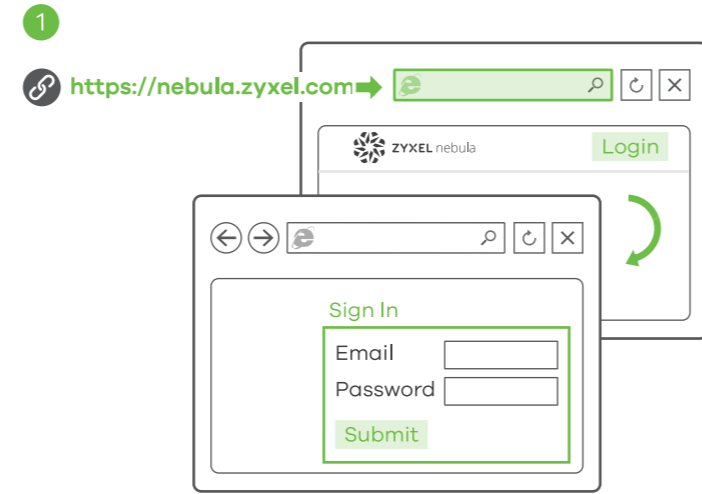 1
https://nebula.zyxel.com
ZYXEL nebula
Login
Sign In
Email
Password
Submit